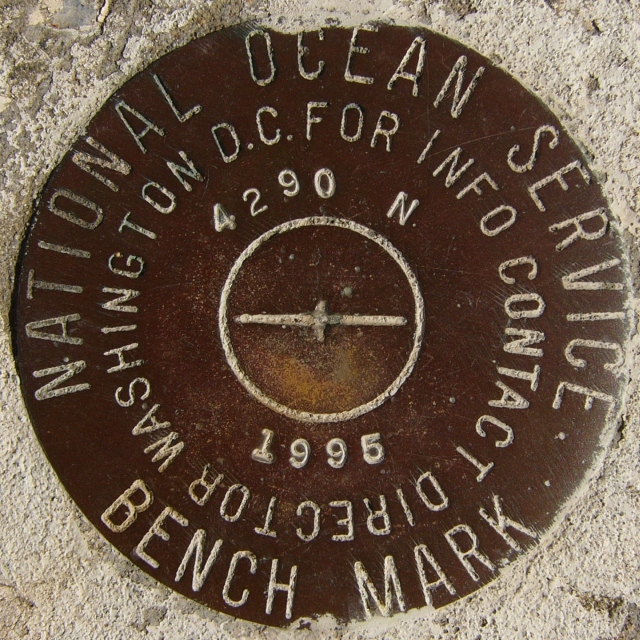 NATIONAL OCEAN SERVICE
FOR INFO CONTACT DIRECTOR WASHINGTON D.C.
4290 N
1995
BENCH MARK